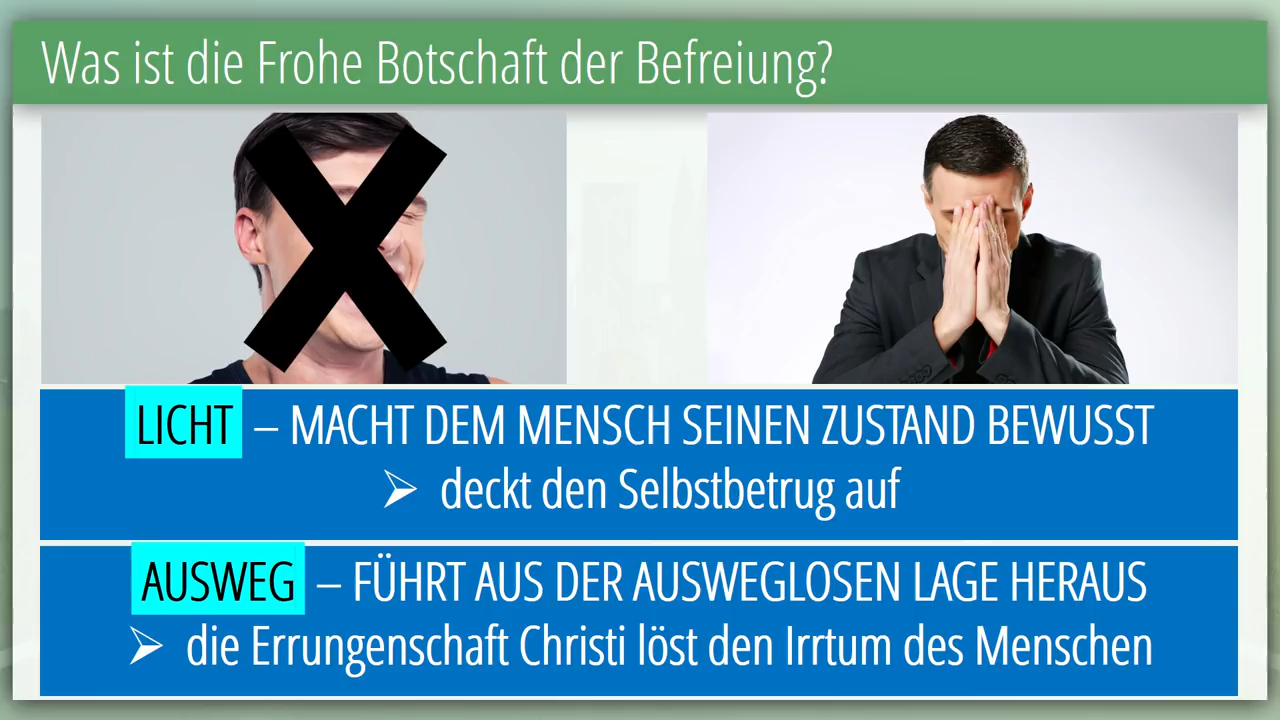 Was ist die Frohe Botschaft der Befreiung?
LICHT – MACHT DEM MENSCH SEINEN ZUSTAND BEWUSST
➢ deckt den Selbstbetrug auf
AUSWEG – FÜHRT AUS DER AUSWEGLOSEN LAGE HERAUS
➢ die Errungenschaft Christi löst den Irrtum des Menschen